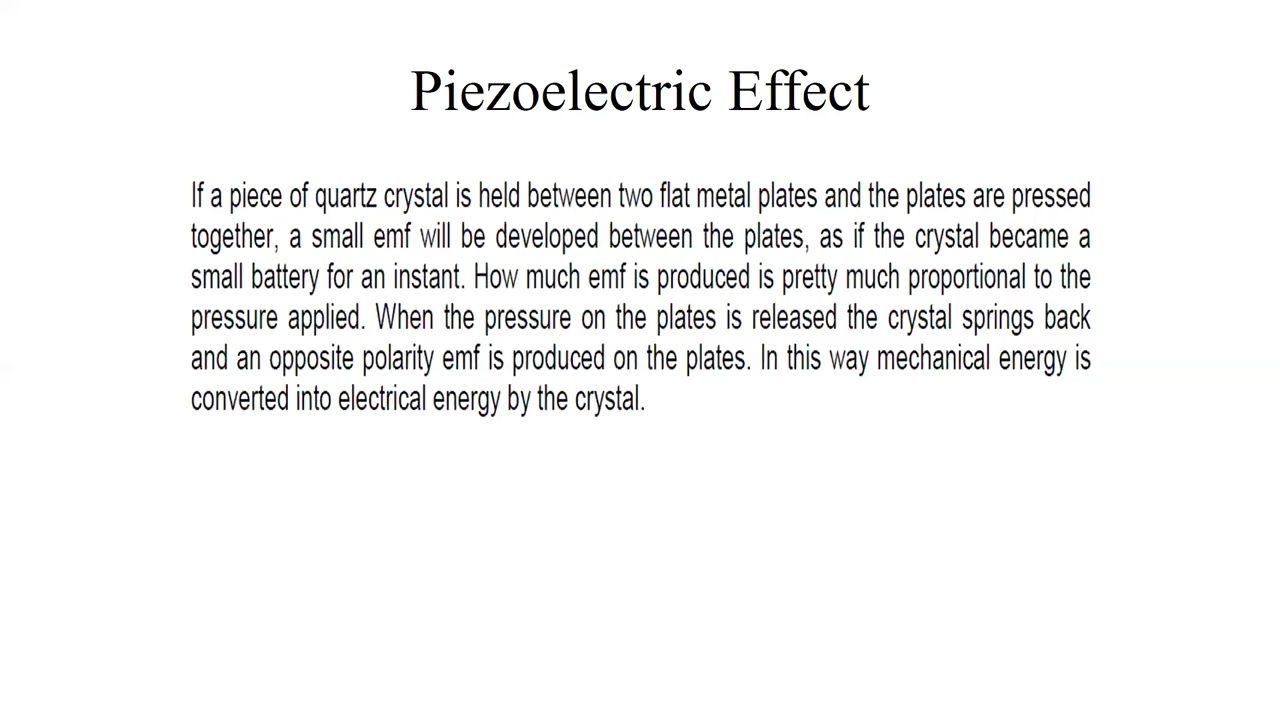 Piezoelectric Effect
If a piece of quartz crystal is held between two flat metal plates and the plates are pressed
together, a small emf will be developed between the plates, as if the crystal became a
small battery for an instant. How much emf is produced is pretty much proportional to the
pressure applied. When the pressure on the plates is released the crystal springs back
and an opposite polarity emf is produced on the plates. In this way mechanical energy is
converted into electrical energy by the crystal.